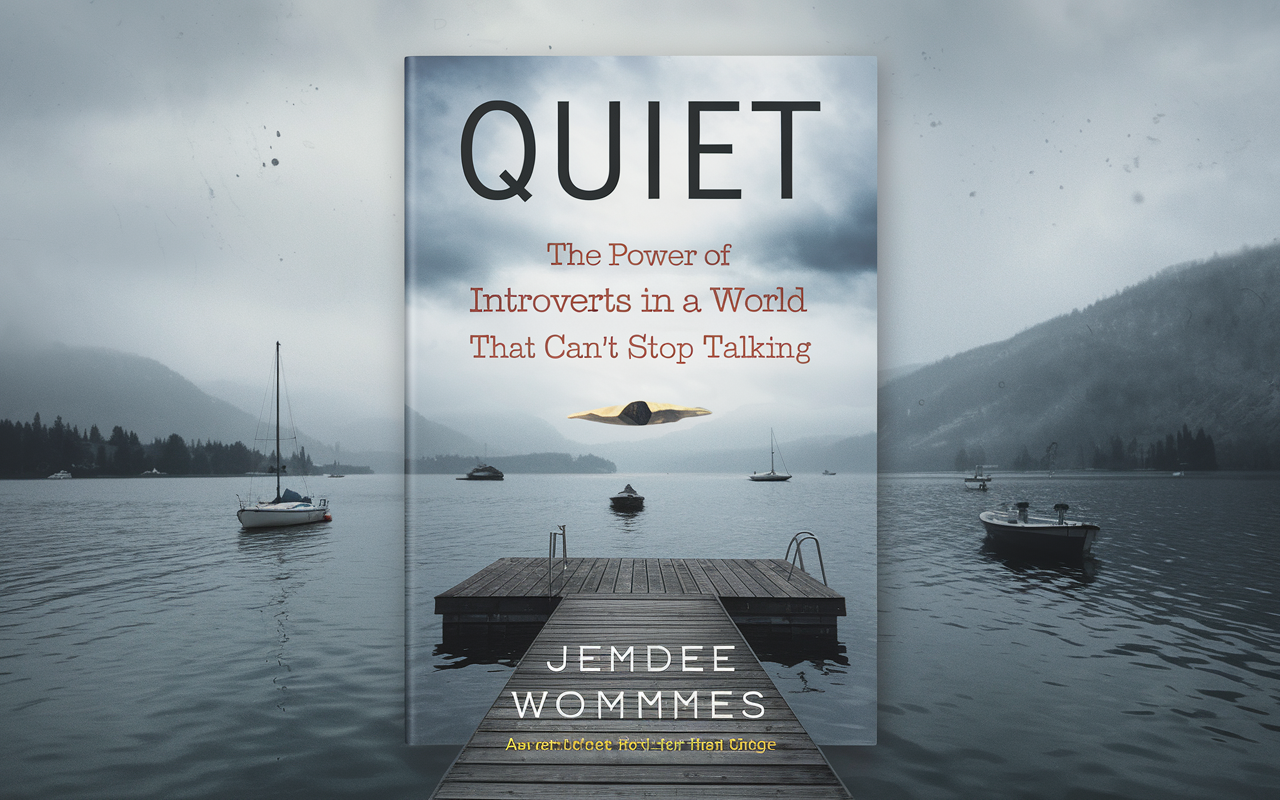 QUIET
The Power of
Introverts in a World
That Can't Stop Talking
JEMDEE
WOMMMES